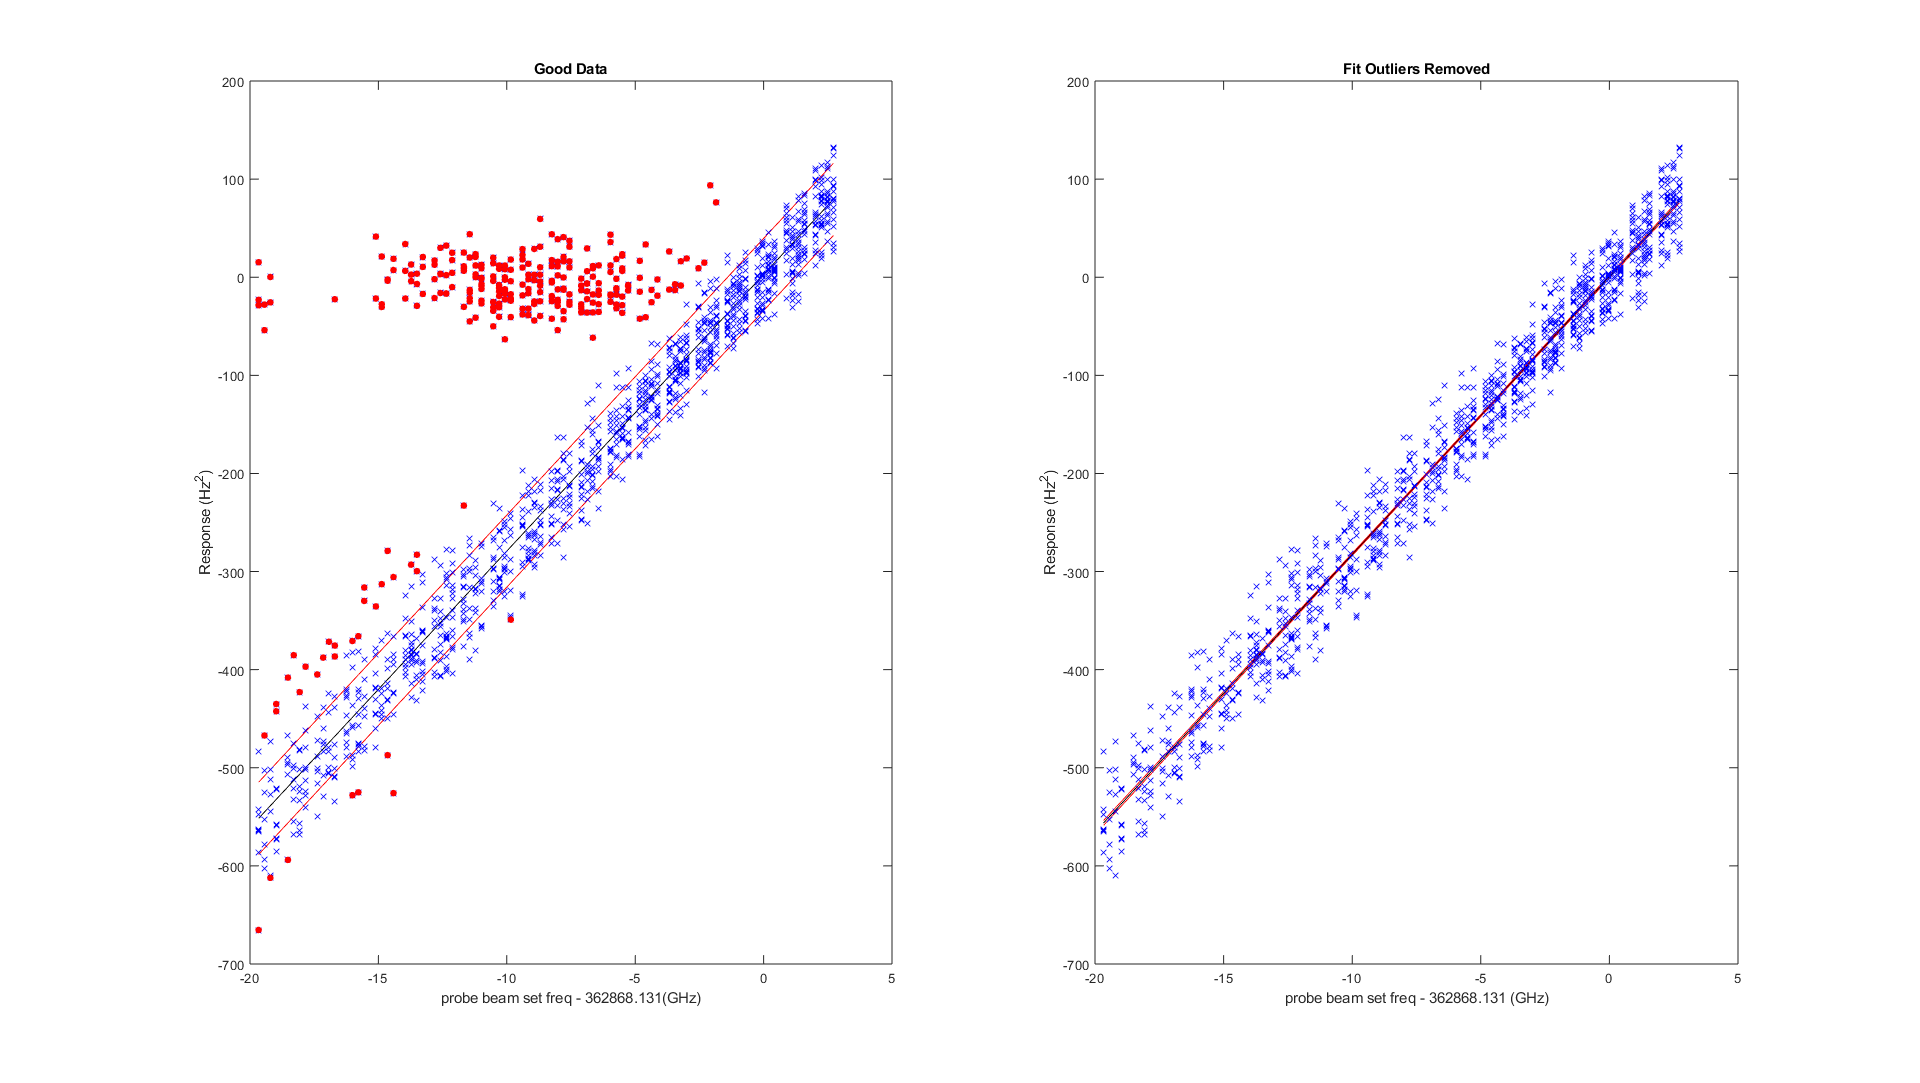 Good Data
200
100
0
-100
-200
-300
-400
-500
-600
-700
Response (Hz²)
-20 -15 -10 -5 0 5
probe beam set freq - 362868.131(GHz)
Fit Outliers Removed
200
100
0
-100
-200
-300
-400
-500
-600
-700
Response (Hz²)
-20 -15 -10 -5 0 5
probe beam set freq - 362868.131 (GHz)